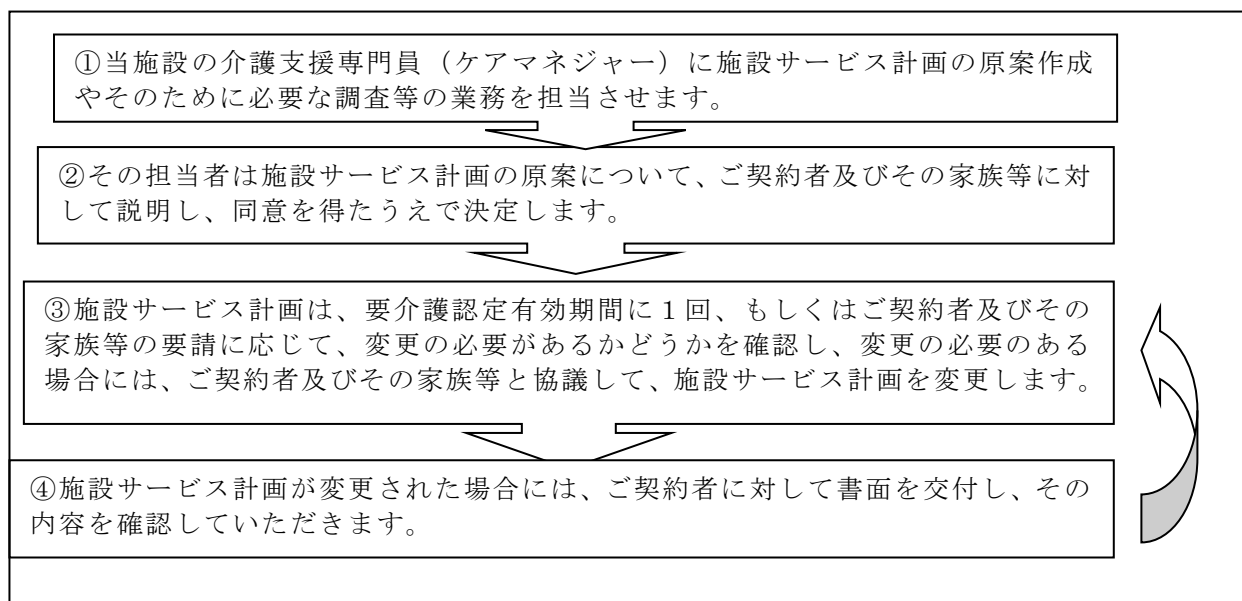 ①当施設の介護支援専門員（ケアマネジャー）に施設サービス計画の原案作成
やそのために必要な調査等の業務を担当させます。
②その担当者は施設サービス計画の原案について、ご契約者及びその家族等に対
して説明し、同意を得たうえで決定します。
③施設サービス計画は、要介護認定有効期間に１回、もしくはご契約者及びその
家族等の要請に応じて、変更の必要があるかどうかを確認し、変更の必要のある
場合には、ご契約者及びその家族等と協議して、施設サービス計画を変更します。
④施設サービス計画が変更された場合には、ご契約者に対して書面を交付し、その
内容を確認していただきます。